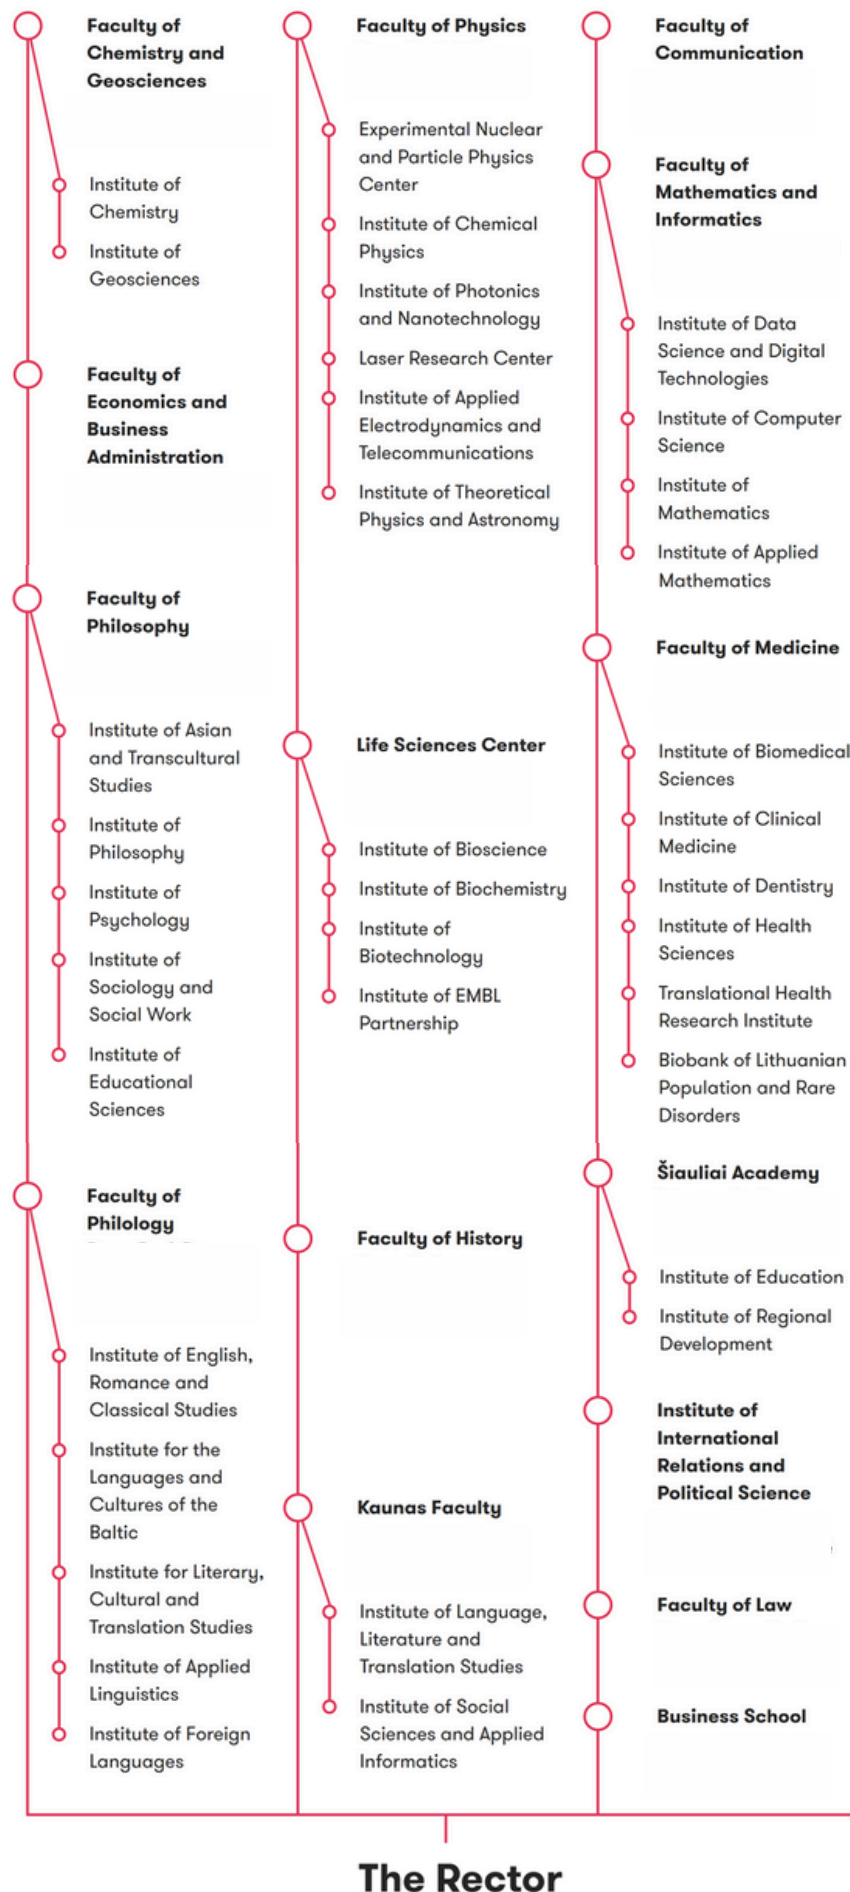 Faculty of
Chemistry and
Geosciences
Institute of
Chemistry
Institute of
Geosciences
Faculty of
Economics and
Business
Administration
Faculty of
Philosophy
Institute of Asian
and Transcultural
Studies
Institute of
Philosophy
Institute of
Psychology
Institute of
Sociology and
Social Work
Institute of
Educational
Sciences
Faculty of
Philology
Institute of English,
Romance and
Classical Studies
Institute for the
Languages and
Cultures of the
Baltic
Institute for Literary,
Cultural and
Translation Studies
Institute of Applied
Linguistics
Institute of Foreign
Languages
Faculty of Physics
Experimental Nuclear
and Particle Physics
Center
Institute of Chemical
Physics
Institute of Photonics
and Nanotechnology
Laser Research Center
Institute of Applied
Electrodynamics and
Telecommunications
Institute of Theoretical
Physics and Astronomy
Life Sciences Center
Institute of Bioscience
Institute of Biochemistry
Institute of
Biotechnology
Institute of EMBL
Partnership
Faculty of History
Kaunas Faculty
Institute of Language,
Literature and
Translation Studies
Institute of Social
Sciences and Applied
Informatics
Faculty of
Communication
Faculty of
Mathematics and
Informatics
Institute of Data
Science and Digital
Technologies
Institute of Computer
Science
Institute of
Mathematics
Institute of Applied
Mathematics
Faculty of Medicine
Institute of Biomedical
Sciences
Institute of Clinical
Medicine
Institute of Dentistry
Institute of Health
Sciences
Translational Health
Research Institute
Biobank of Lithuanian
Population and Rare
Disorders
Šiauliai Academy
Institute of Education
Institute of Regional
Development
Institute of
International
Relations and
Political Science
Faculty of Law
Business School
The Rector